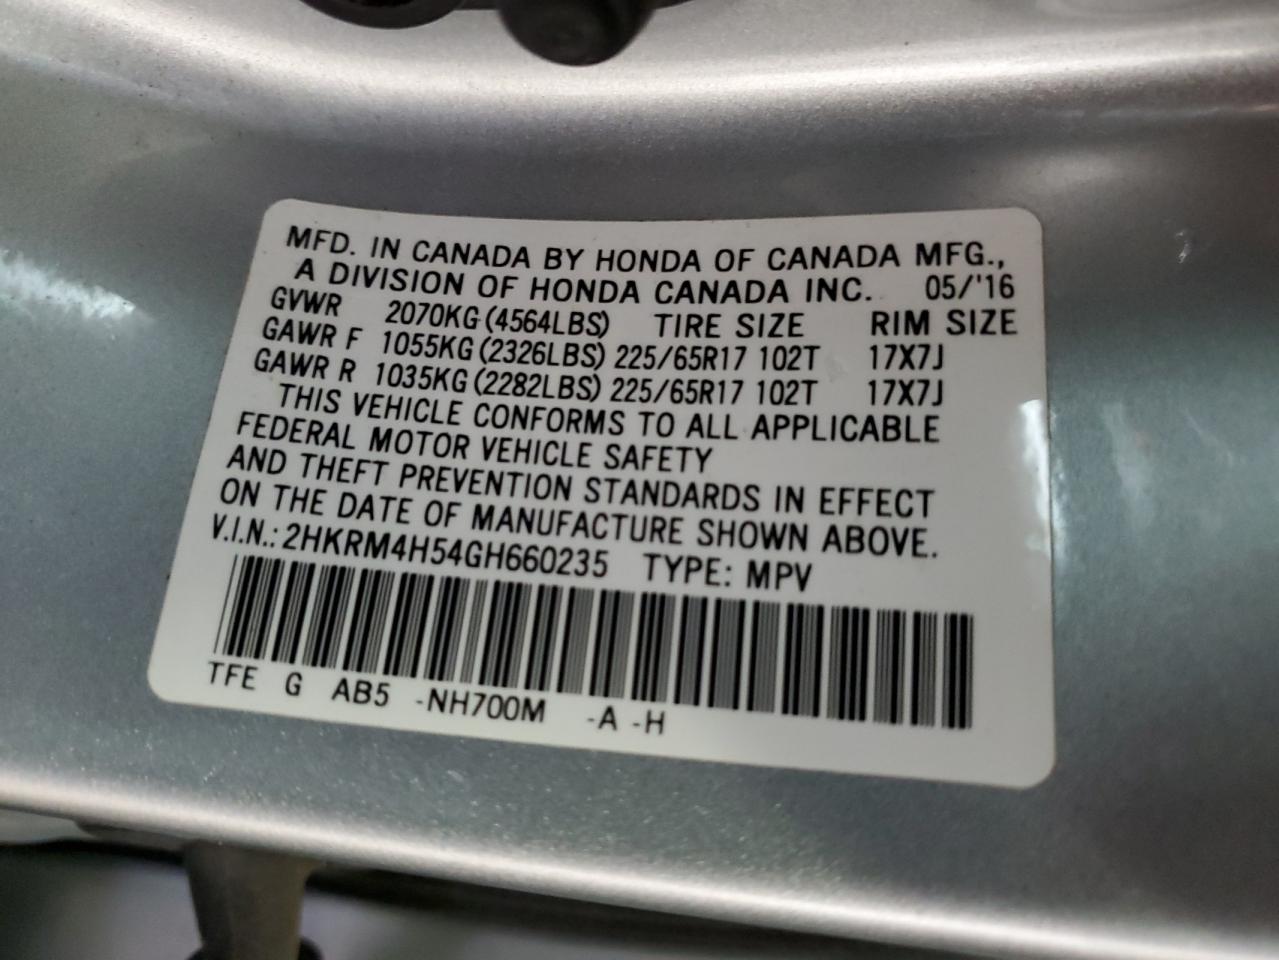 MFD. IN CANADA BY HONDA OF CANADA MFG.,
A DIVISION OF HONDA CANADA INC. 05/'16
GVWR 2070KG (4564LBS) TIRE SIZE RIM SIZE
GAWR F 1055KG (2326LBS) 225/65R17 102T 17X7J
GAWR R 1035KG (2282LBS) 225/65R17 102T 17X7J
THIS VEHICLE CONFORMS TO ALL APPLICABLE
FEDERAL MOTOR VEHICLE SAFETY
AND THEFT PREVENTION STANDARDS IN EFFECT
ON THE DATE OF MANUFACTURE SHOWN ABOVE.
V.I.N.: 2HKRM4H54GH660235 TYPE: MPV
TFE G AB5 -NH700M -A -H